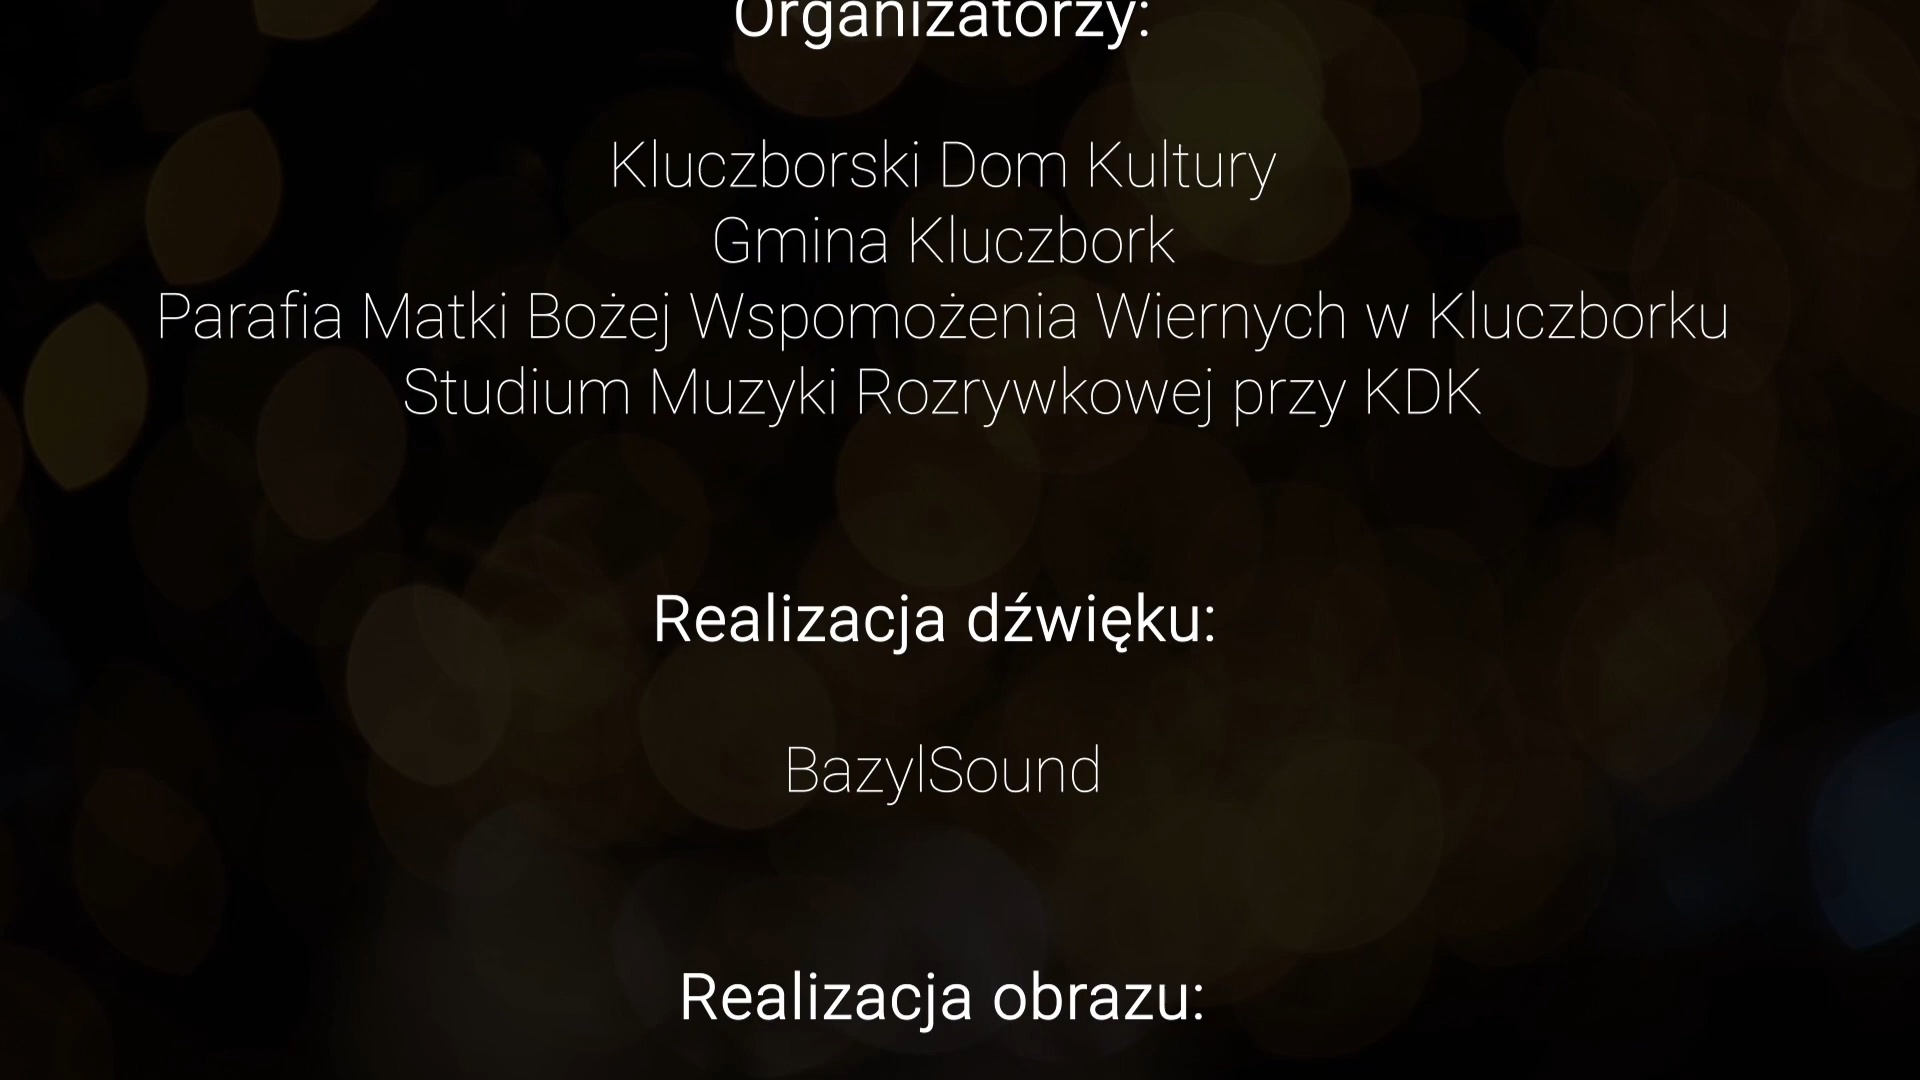 Organizatorzy:
Kluczborski Dom Kultury
Gmina Kluczbork
Parafia Matki Bożej Wspomożenia Wiernych w Kluczborku
Studium Muzyki Rozrywkowej przy KDK
Realizacja dźwięku:
BazylSound
Realizacja obrazu: